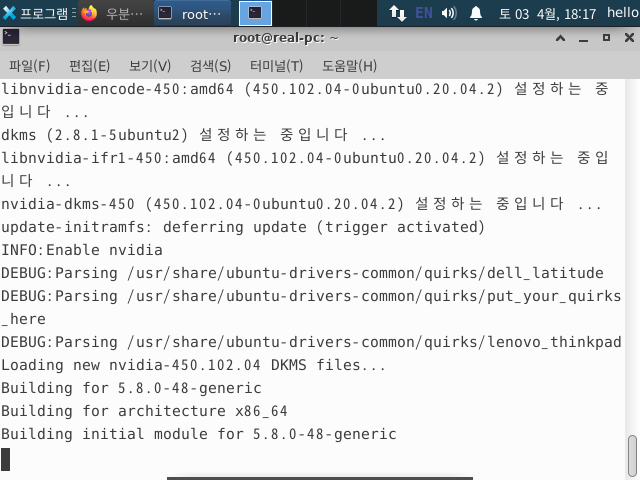 프로그램
우분...
root...
EN
토 03 4월, 18:17 hello
root@real-pc: ~
파일(F) 편집(E) 보기(V) 검색(S) 터미널(T) 도움말(H)
libnvidia-encode-450:amd64 (450.102.04-0ubuntu0.20.04.2) 설정하는 중
입니다 ...
dkms (2.8.1-5ubuntu2) 설정하는 중입니다 ...
libnvidia-ifr1-450:amd64 (450.102.04-0ubuntu0.20.04.2) 설정하는 중입
니다 ...
nvidia-dkms-450 (450.102.04-0ubuntu0.20.04.2) 설정하는 중입니다 ...
update-initramfs: deferring update (trigger activated)
INFO:Enable nvidia
DEBUG:Parsing /usr/share/ubuntu-drivers-common/quirks/dell_latitude
DEBUG:Parsing /usr/share/ubuntu-drivers-common/quirks/put_your_quirks
_here
DEBUG:Parsing /usr/share/ubuntu-drivers-common/quirks/lenovo_thinkpad
Loading new nvidia-450.102.04 DKMS files...
Building for 5.8.0-48-generic
Building for architecture x86_64
Building initial module for 5.8.0-48-generic